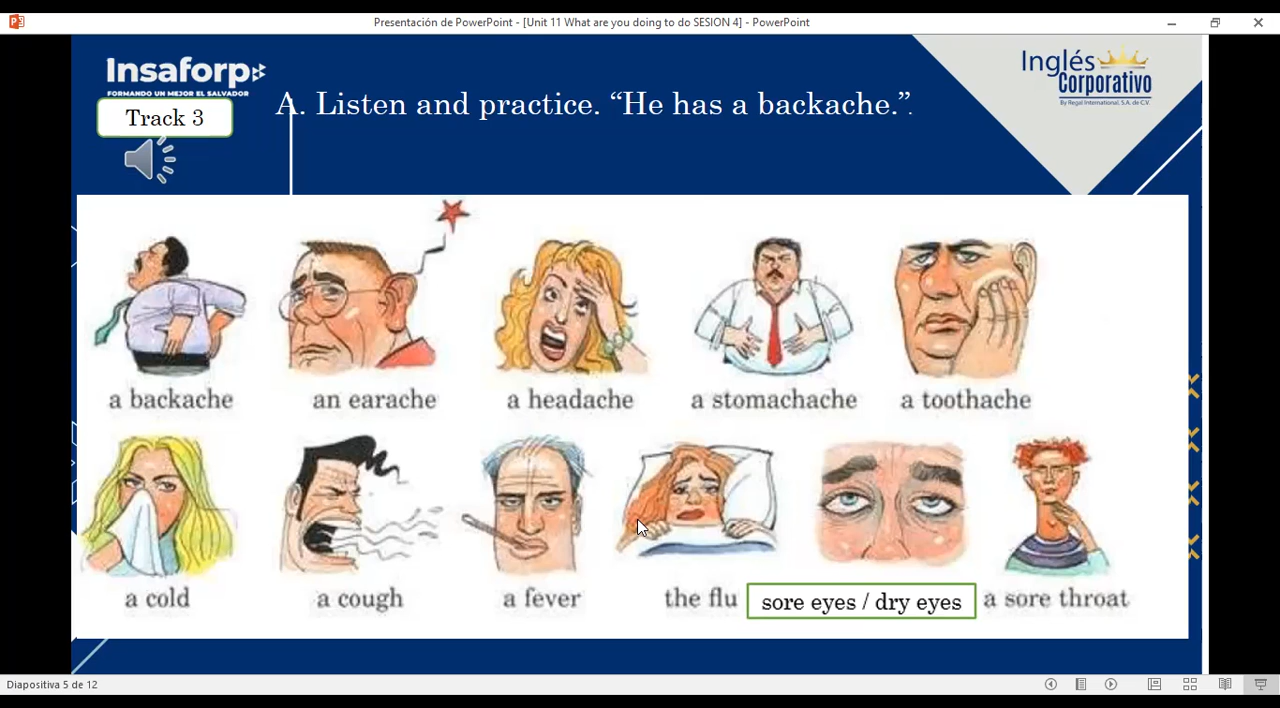 Presentación de PowerPoint - [Unit 11 What are you doing to do SESION 4] - PowerPoint
Insaforp
FORMANDO UN MEJOR EL SALVADOR
Inglés
Corporativo
By Regal International, S.A. de C.V.
Track 3
A. Listen and practice. “He has a backache.”.
a backache
an earache
a headache
a stomachache
a toothache
a cold
a cough
a fever
the flu
sore eyes / dry eyes
a sore throat
Diapositiva 5 de 12